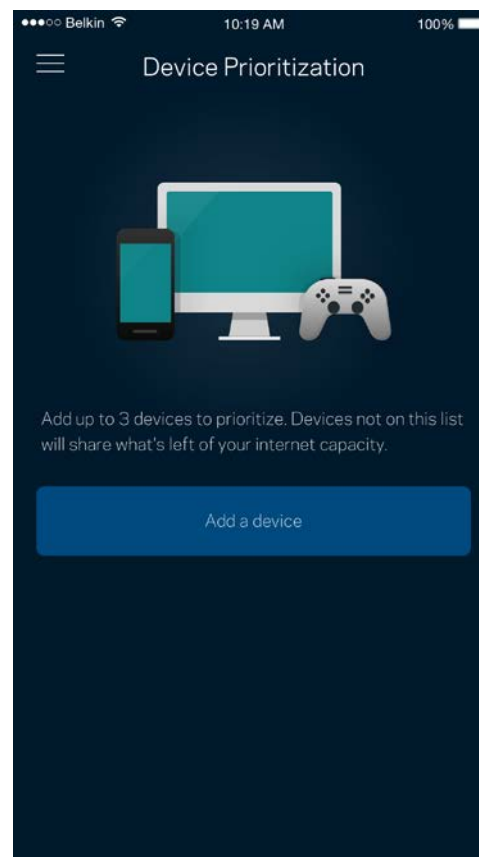 ●●●○○ Belkin 10:19 AM 100%
Device Prioritization
Add up to 3 devices to prioritize. Devices not on this list
will share what's left of your internet capacity.
Add a device